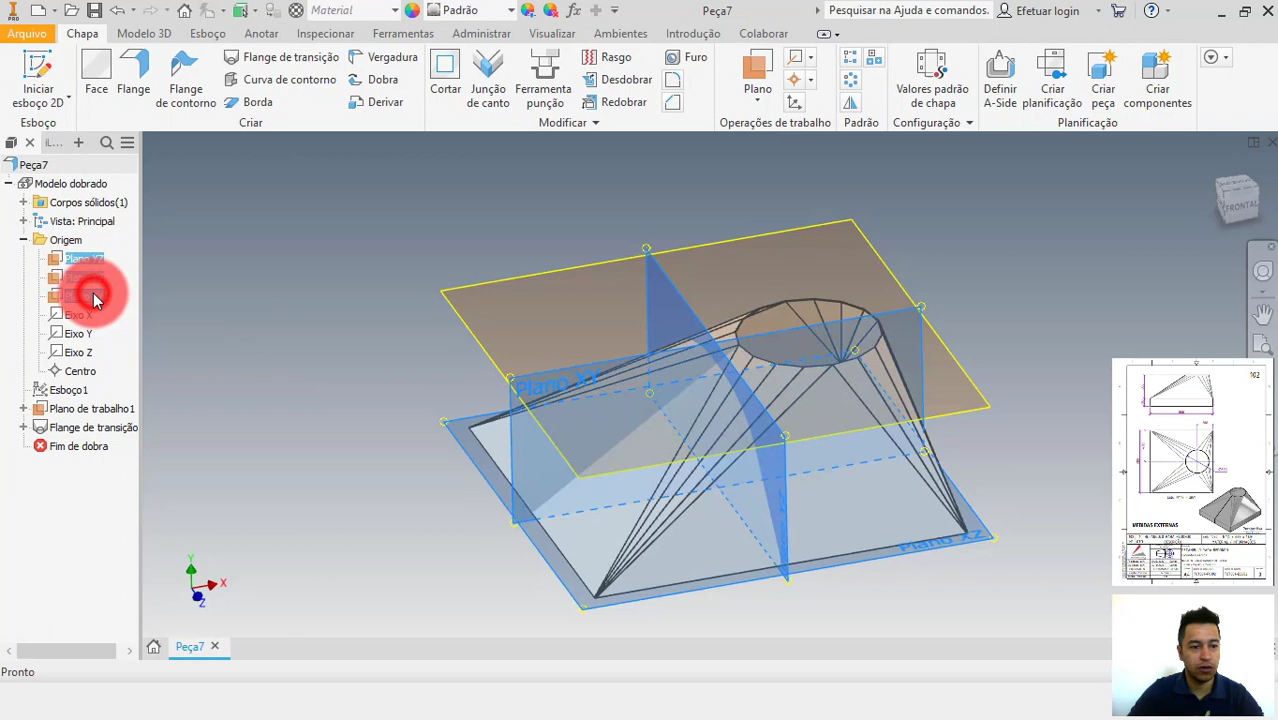 Material
Padrão
Peça7
Pesquisar na Ajuda e comandos.
Efetuar login
PRO
Arquivo
Chapa
Modelo 3D
Esboço
Anotar
Inspecionar
Ferramentas
Administrar
Visualizar
Ambientes
Introdução
Colaborar
Iniciar
esboço 2D
Face
Flange
Flange
de contorno
Flange de transição
Curva de contorno
Borda
Vergadura
Dobra
Derivar
Cortar
Junção
de canto
Ferramenta
punção
Rasgo
Desdobrar
Redobrar
Furo
Plano
Valores padrão
de chapa
Definir
A-Side
Criar
planificação
Criar
peça
Criar
componentes
Esboço
Criar
Modificar
Operações de trabalho
Padrão
Configuração
Planificação
iL...
Peça7
Modelo dobrado
Corpos sólidos(1)
Vista: Principal
Origem
Plano YZ
Eixo X
Eixo Y
Eixo Z
Centro
Esboço1
Plano de trabalho1
Flange de transição
Fim de dobra
Plano XY
Plano XZ
FRONTAL
Y
X
Z
102
MEDIDAS EXTERNAS
Peça7
Pronto